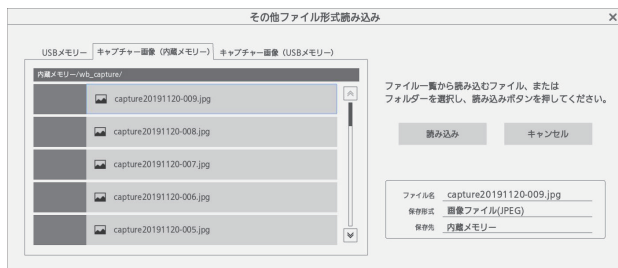 その他ファイル形式読み込み
USBメモリー
キャプチャー画像（内蔵メモリー）
キャプチャー画像（USBメモリー）
内蔵メモリー/wb_capture/
capture20191120-009.jpg
capture20191120-008.jpg
capture20191120-007.jpg
capture20191120-006.jpg
capture20191120-005.jpg
ファイル一覧から読み込むファイル、または
フォルダーを選択し、読み込みボタンを押してください。
読み込み
キャンセル
ファイル名 capture20191120-009.jpg
保存形式 画像ファイル(JPEG)
保存先 内蔵メモリー